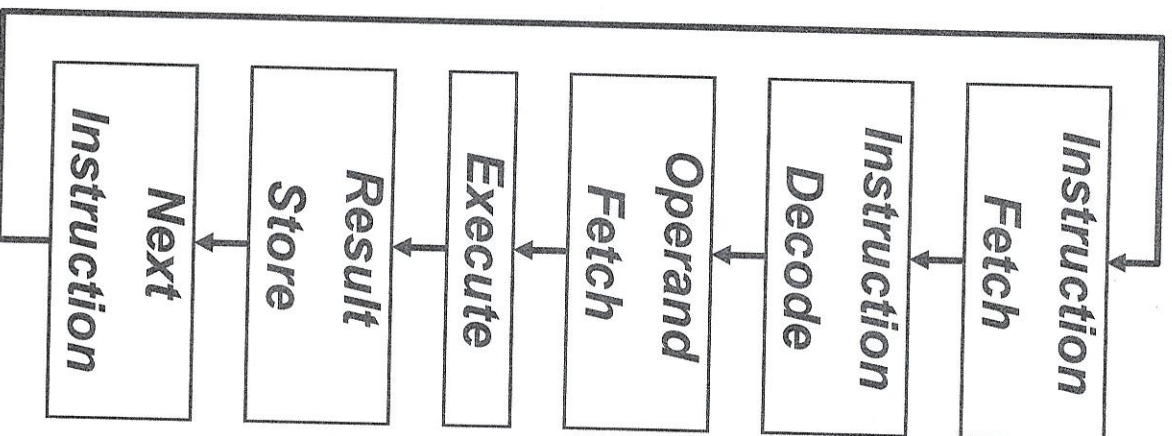 Instruction
Fetch
Instruction
Decode
Operand
Fetch
Execute
Result
Store
Next
Instruction